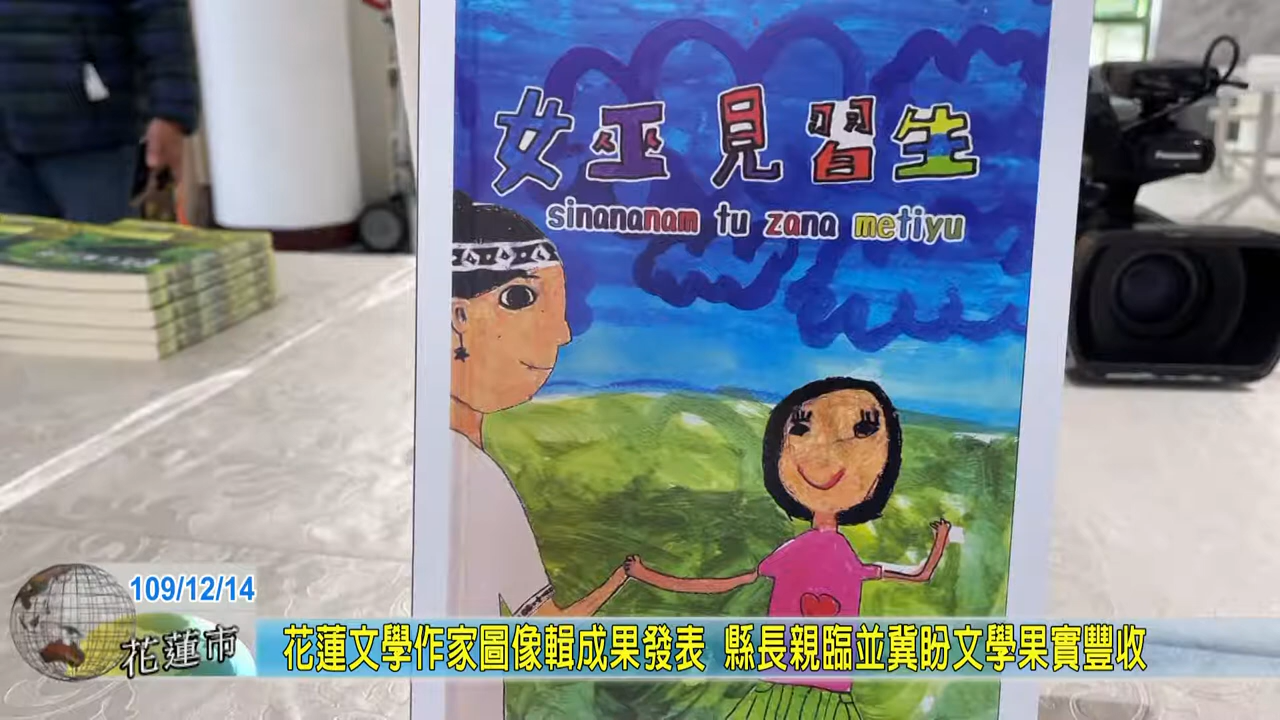 女巫見習生
sinananam tu zana metiyu
Panasonic
109/12/14
花蓮市
花蓮文學作家圖像輯成果發表 縣長親臨並冀盼文學果實豐收